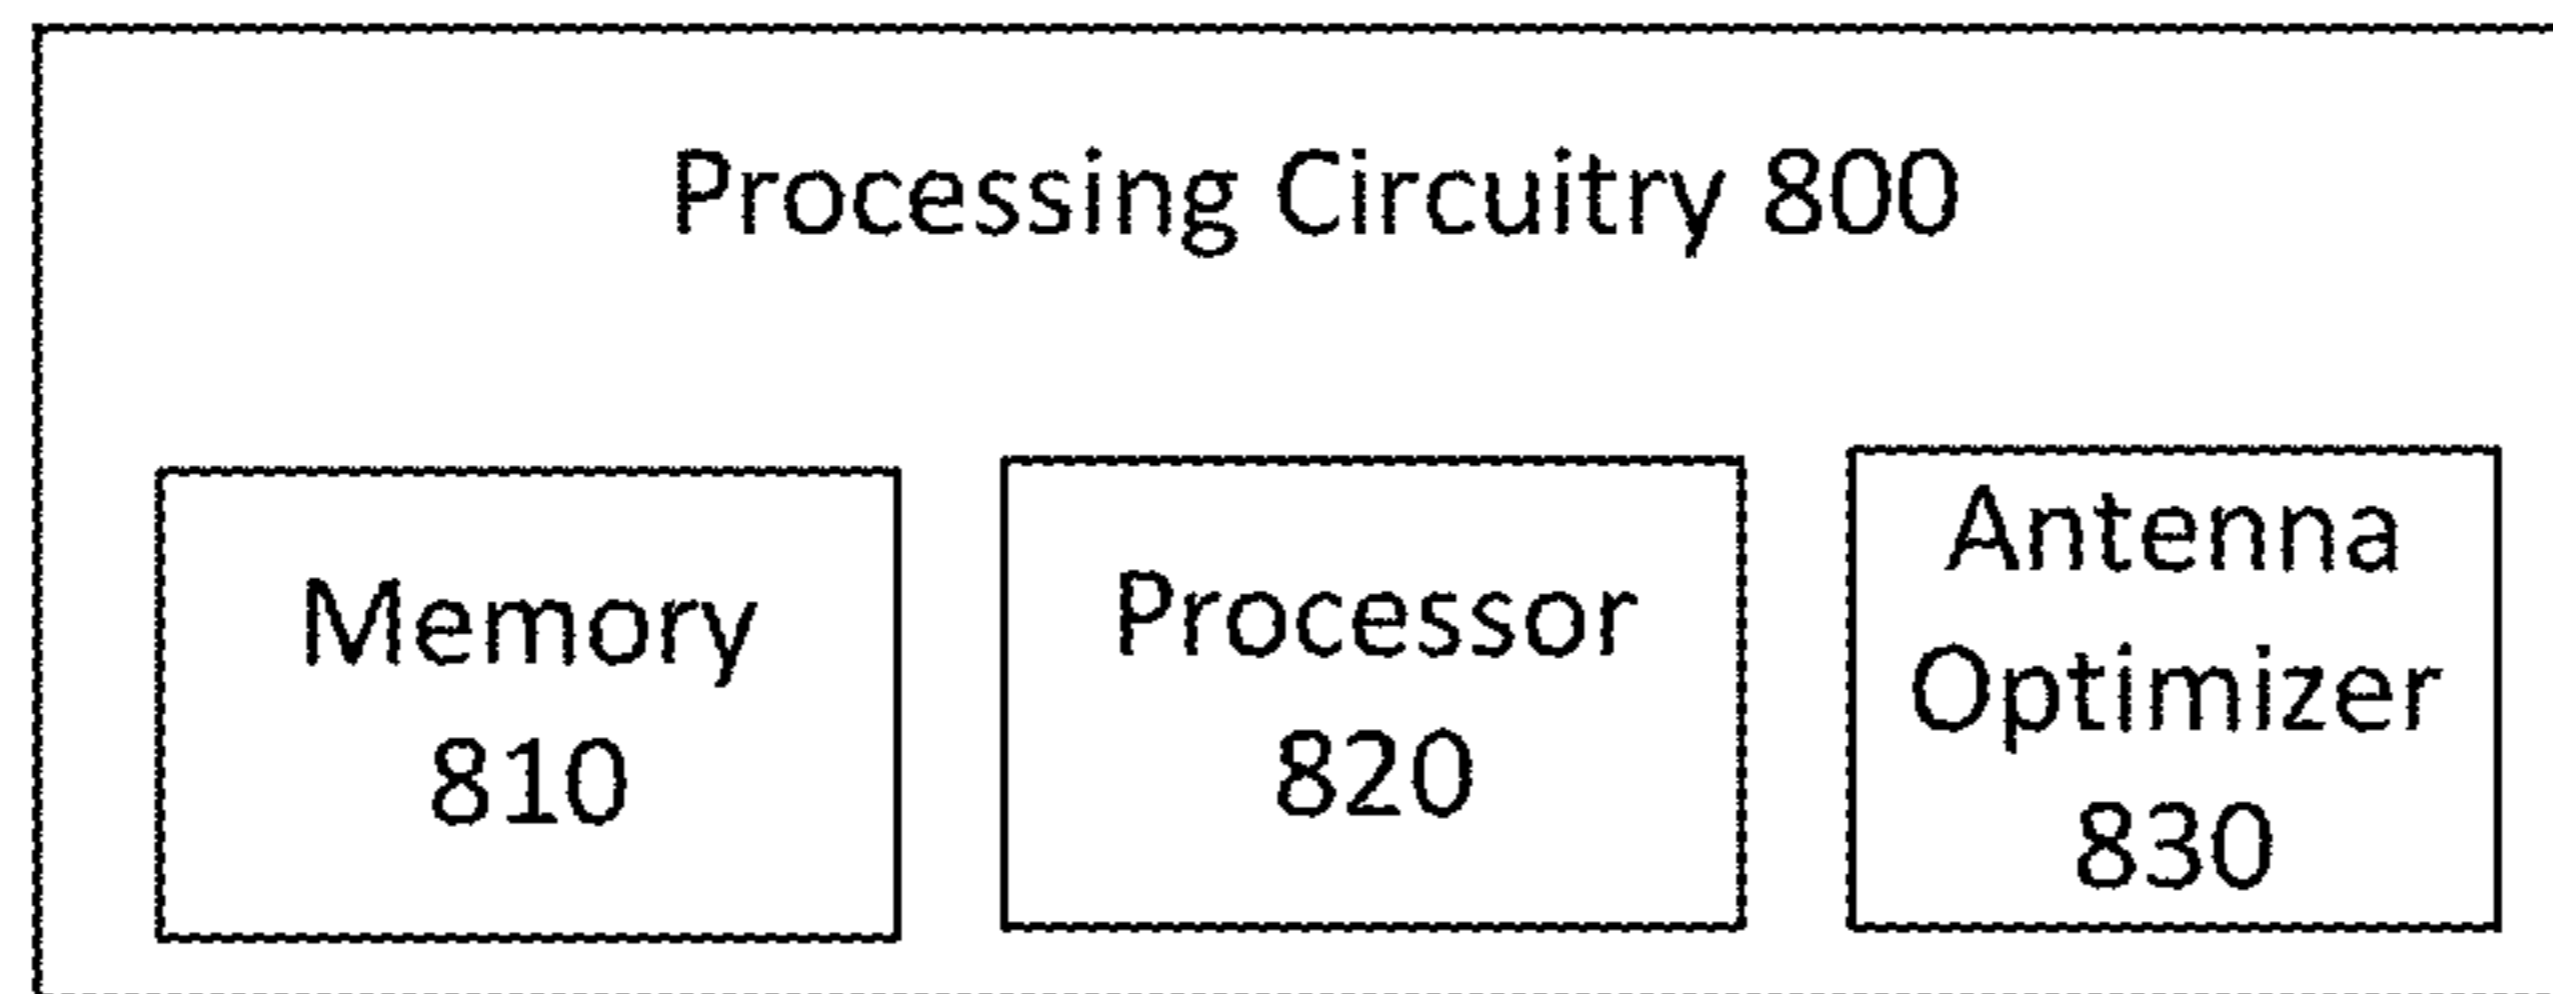 Processing Circuitry 800
Memory
810
Processor
820
Antenna
Optimizer
830